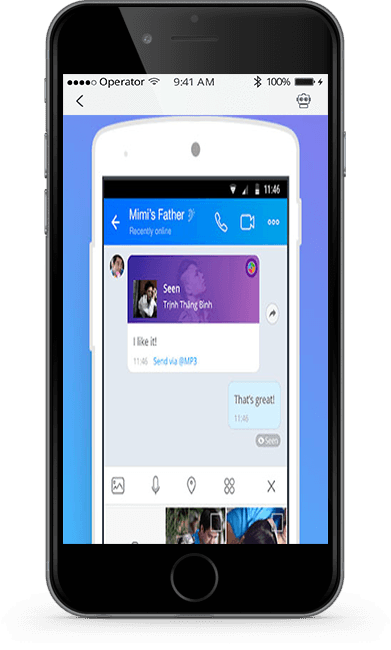 Operator
9:41 AM
100%
11:46
Mimi's Father
Recently online
Seen
Trịnh Thăng Bình
I like it!
11:46 Send via @MP3
That's great!
11:46
Seen